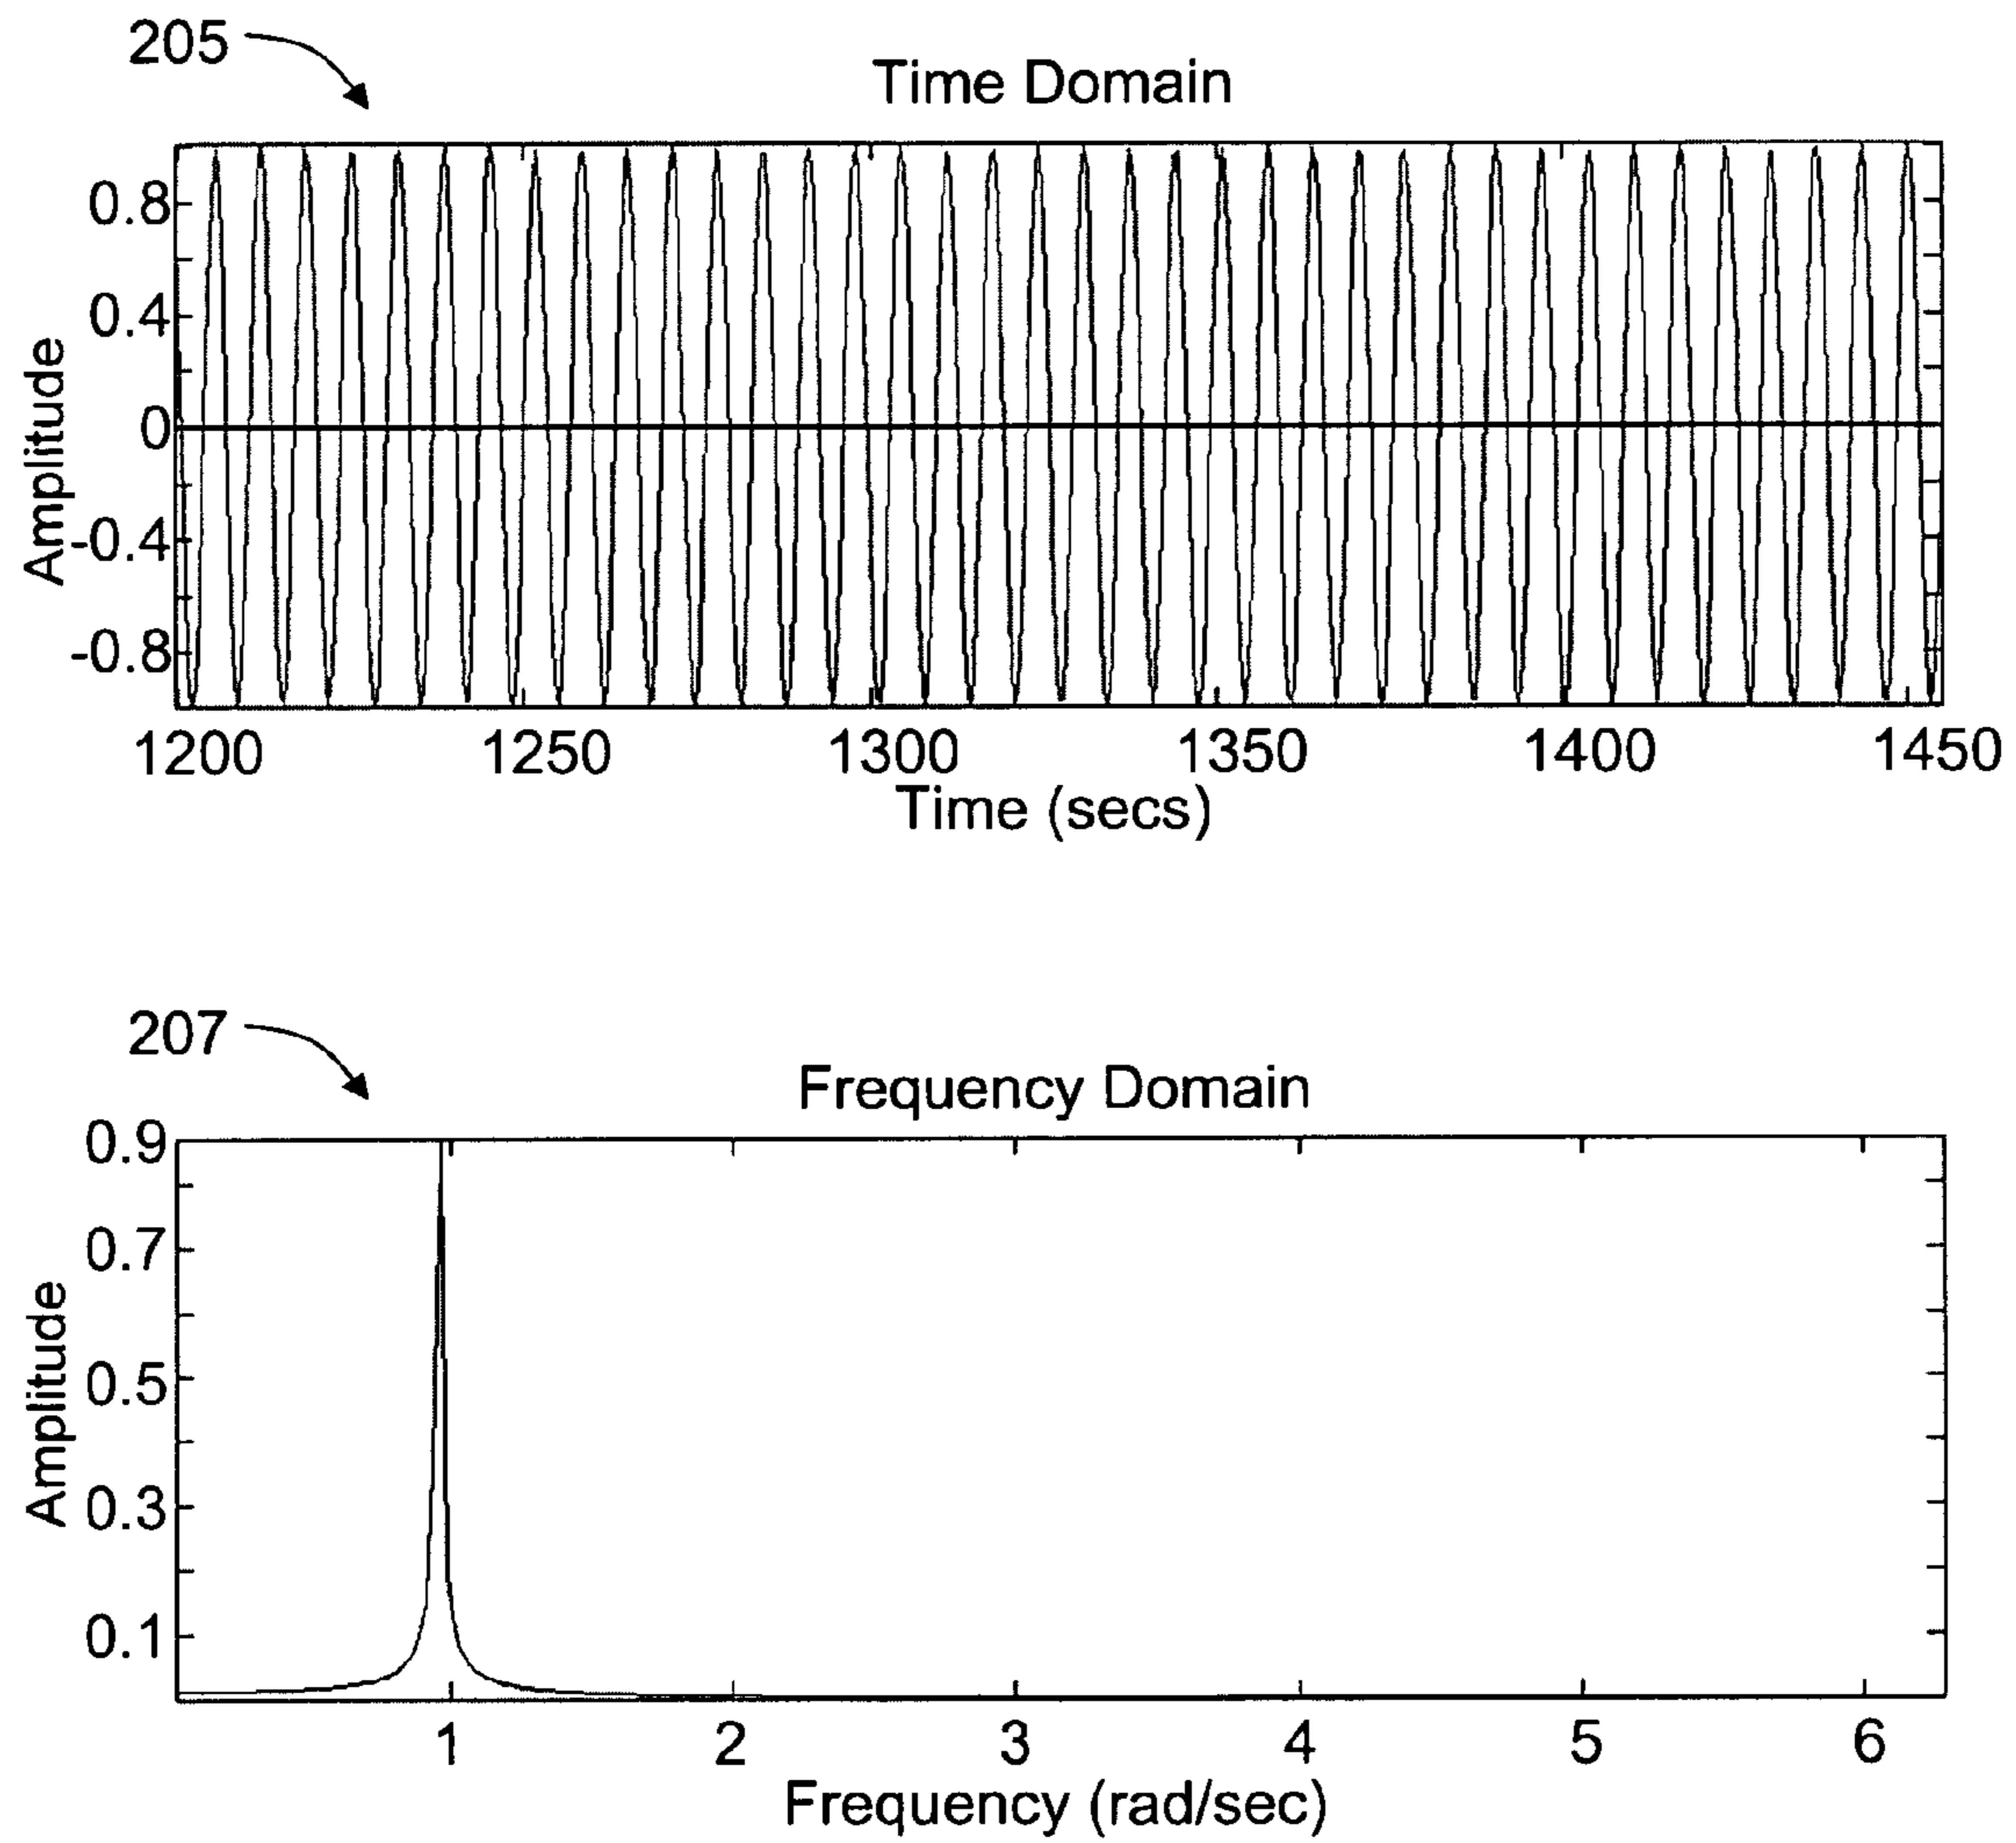 205
Time Domain
0.8
0.4
0
-0.4
-0.8
Amplitude
1200 1250 1300 1350 1400 1450
Time (secs)
207
Frequency Domain
0.9
0.7
0.5
0.3
0.1
Amplitude
1 2 3 4 5 6
Frequency (rad/sec)